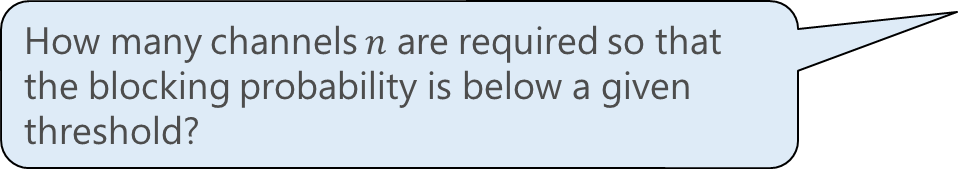 How many channels n are required so that
the blocking probability is below a given
threshold?